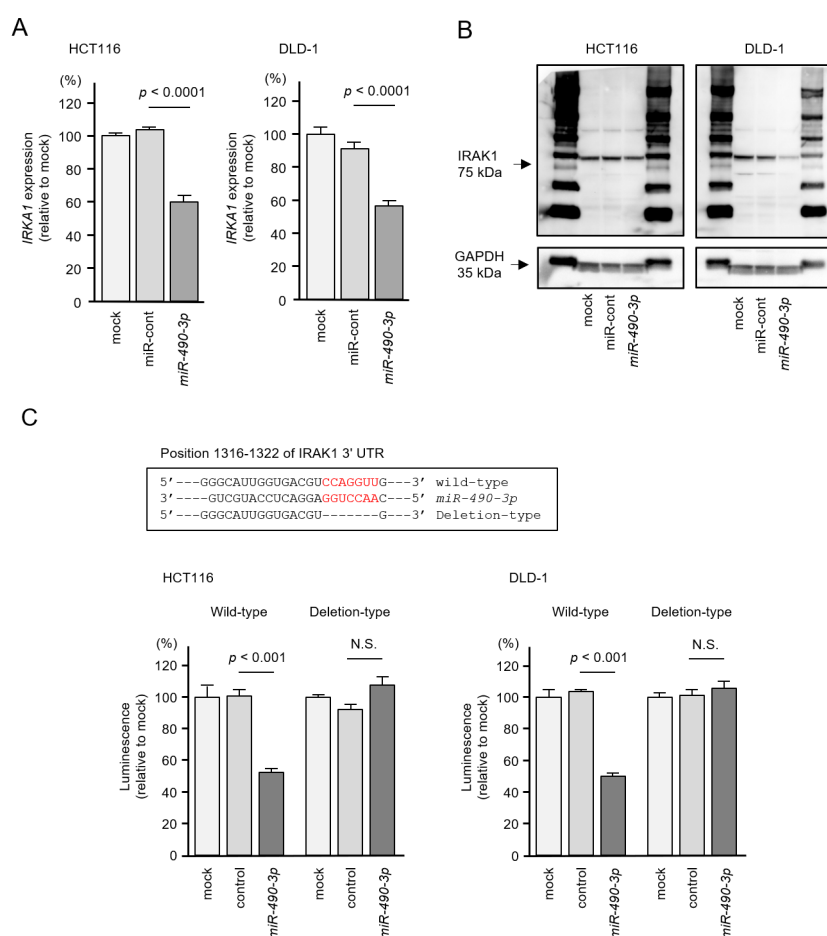 A
HCT116
(%)
p < 0.0001
120
100
80
60
40
20
0
IRKA1 expression
(relative to mock)
mock
miR-cont
miR-490-3p
DLD-1
(%)
p < 0.0001
120
100
80
60
40
20
0
IRKA1 expression
(relative to mock)
mock
miR-cont
miR-490-3p
B
HCT116
DLD-1
IRAK1
75 kDa
GAPDH
35 kDa
mock
miR-cont
miR-490-3p
mock
miR-cont
miR-490-3p
C
Position 1316-1322 of IRAK1 3' UTR
5’---GGGCAUUGGUGACGUCCAGGUUG---3’ wild-type
3’----GUCGUACCUCAGGAGGUCCAAC---5’ miR-490-3p
5’---GGGCAUUGGUGACGU-------G---3’ Deletion-type
HCT116
Wild-type
Deletion-type
(%)
p < 0.001
N.S.
120
100
80
60
40
20
0
Luminescence
(relative to mock)
mock
control
miR-490-3p
mock
control
miR-490-3p
DLD-1
Wild-type
Deletion-type
(%)
p < 0.001
N.S.
120
100
80
60
40
20
0
Luminescence
(relative to mock)
mock
control
miR-490-3p
mock
control
miR-490-3p